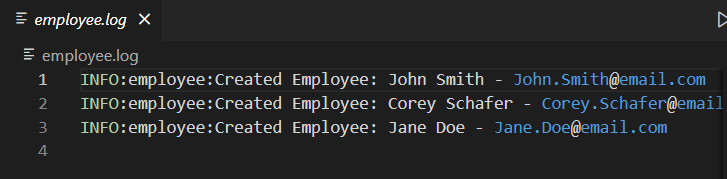 employee.log
employee.log
1 INFO:employee:Created Employee: John Smith - John.Smith@email.com
2 INFO:employee:Created Employee: Corey Schafer - Corey.Schafer@email
3 INFO:employee:Created Employee: Jane Doe - Jane.Doe@email.com
4